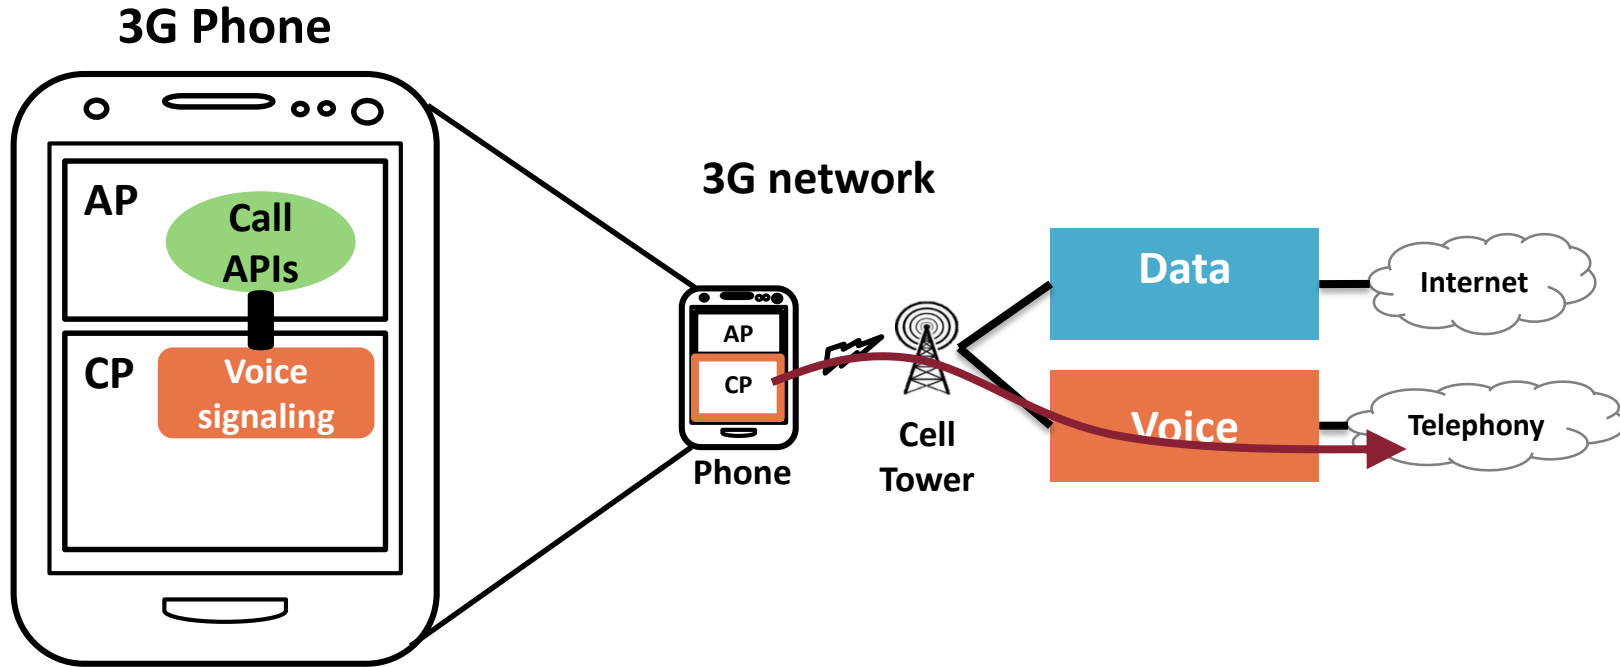 3G Phone
AP
Call
APIs
CP
Voice
signaling
3G network
AP
CP
Phone
Cell
Tower
Data
Internet
Voice
Telephony